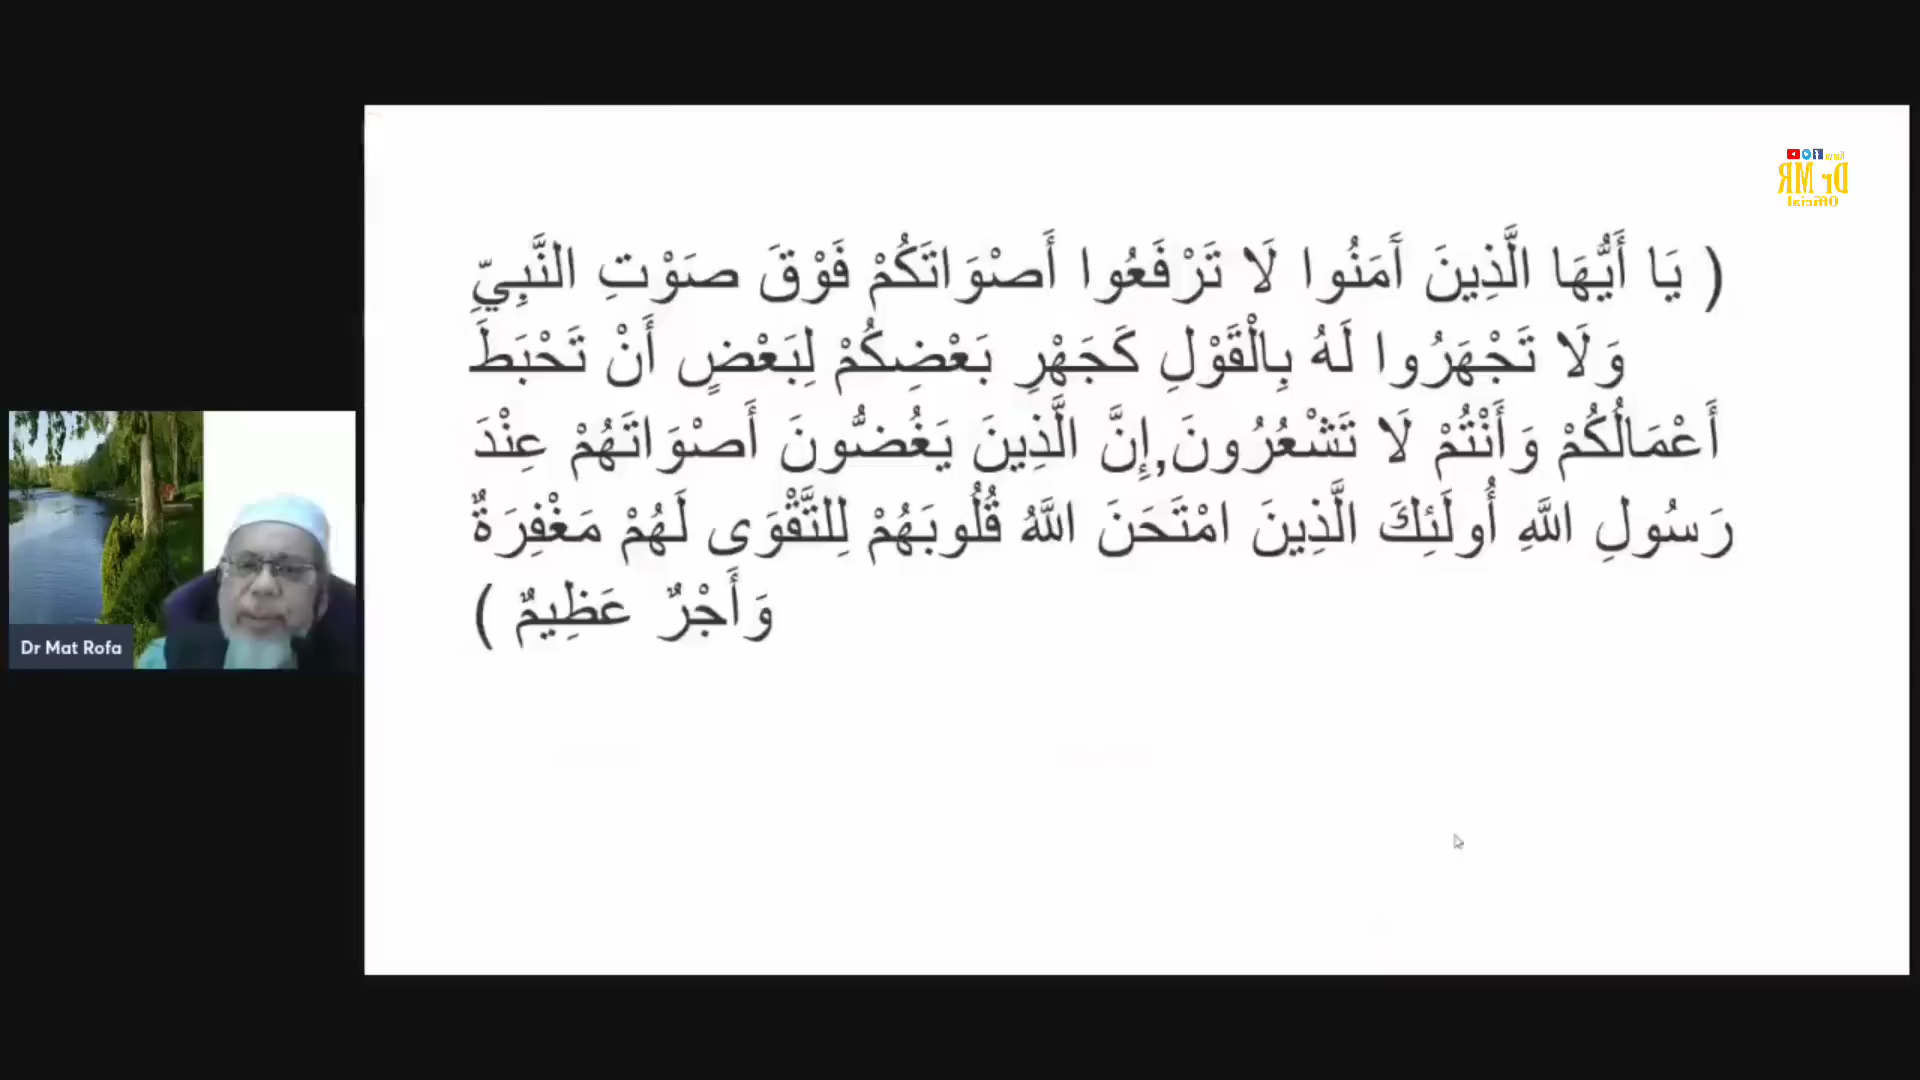 ( يَا أَيُّهَا الَّذِينَ آَمَنُوا لَا تَرْفَعُوا أَصْوَاتَكُمْ فَوْقَ صَوْتِ النَّبِيِّ
وَلَا تَجْهَرُوا لَهُ بِالْقَوْلِ كَجَهْرِ بَعْضِكُمْ لِبَعْضٍ أَنْ تَحْبَطَ
أَعْمَالُكُمْ وَأَنْتُمْ لَا تَشْعُرُونَ,إِنَّ الَّذِينَ يَغُضُّونَ أَصْوَاتَهُمْ عِنْدَ
رَسُولِ اللَّهِ أُولَئِكَ الَّذِينَ امْتَحَنَ اللَّهُ قُلُوبَهُمْ لِلتَّقْوَى لَهُمْ مَغْفِرَةٌ
وَأَجْرٌ عَظِيمٌ )
Dr Mat Rofa
Dr MR
Official